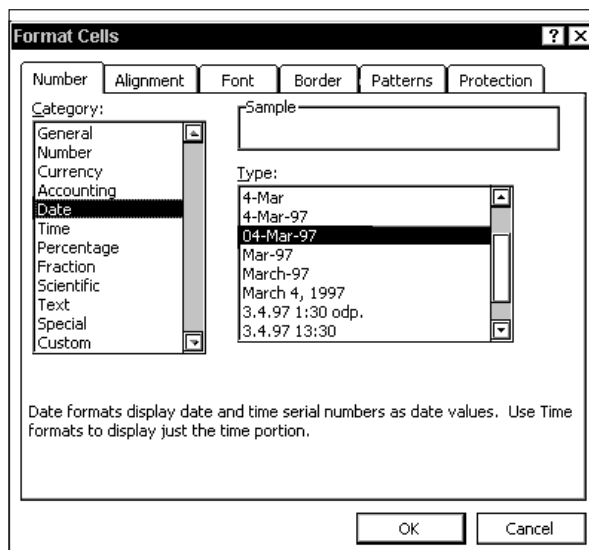 Format Cells
Number Alignment Font Border Patterns Protection
Category:
General
Number
Currency
Accounting
Date
Time
Percentage
Fraction
Scientific
Text
Special
Custom
Sample
Type:
4-Mar
4-Mar-97
04-Mar-97
Mar-97
March-97
March 4, 1997
3.4.97 1:30 odp.
3.4.97 13:30
Date formats display date and time serial numbers as date values. Use Time
formats to display just the time portion.
OK Cancel